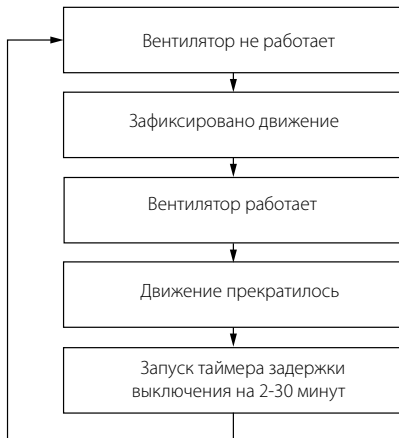 Вентилятор не работает
Зафиксировано движение
Вентилятор работает
Движение прекратилось
Запуск таймера задержки
выключения на 2-30 минут